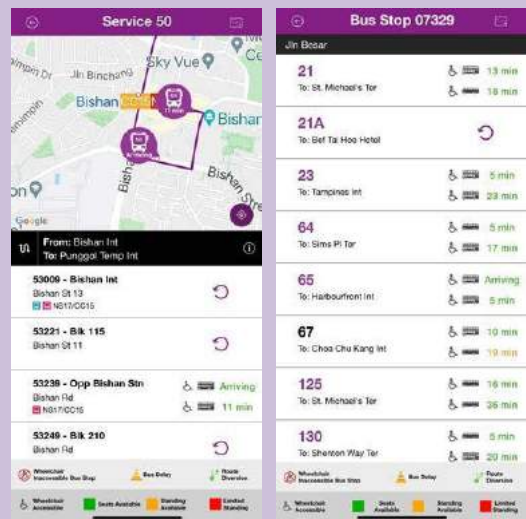 Service 50
Sky Vue
Jln Binchang
Bishan
Bishan
Google
From: Bishan Int
To: Punggol Temp Int
53009 - Bishan Int
Bishan St 13
NS17/CC15
53221 - Blk 115
Bishan St 11
53239 - Opp Bishan Stn
Bishan Rd
NS17/CC15
Arriving
11 min
53249 - Blk 210
Bishan Rd
Wheelchair
Inaccessible Bus Stop
Bus Delay
Route
Diversion
Wheelchair
Accessible
Seats Available
Standing
Available
Limited
Standing
Bus Stop 07329
Jln Besar
21
To: St. Michael's Ter
13 min
18 min
21A
To: Bef Tai Hoe Hotel
23
To: Tampines Int
5 min
23 min
64
To: Sims Pl Ter
5 min
17 min
65
To: Harbourfront Int
Arriving
5 min
67
To: Choa Chu Kang Int
10 min
19 min
125
To: St. Michael's Ter
16 min
36 min
130
To: Shenton Way Ter
5 min
20 min
Wheelchair
Inaccessible Bus Stop
Bus Delay
Route
Diversion
Wheelchair
Accessible
Seats
Available
Standing
Available
Limited
Standing